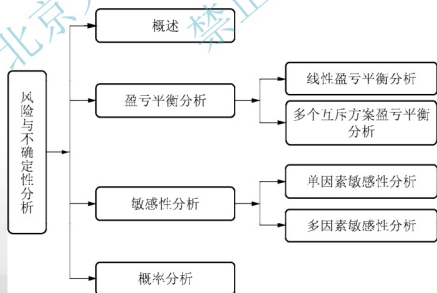 北京
禁止
概述
风险与不确定性分析
盈亏平衡分析
线性盈亏平衡分析
多个互斥方案盈亏平衡
分析
敏感性分析
单因素敏感性分析
多因素敏感性分析
概率分析